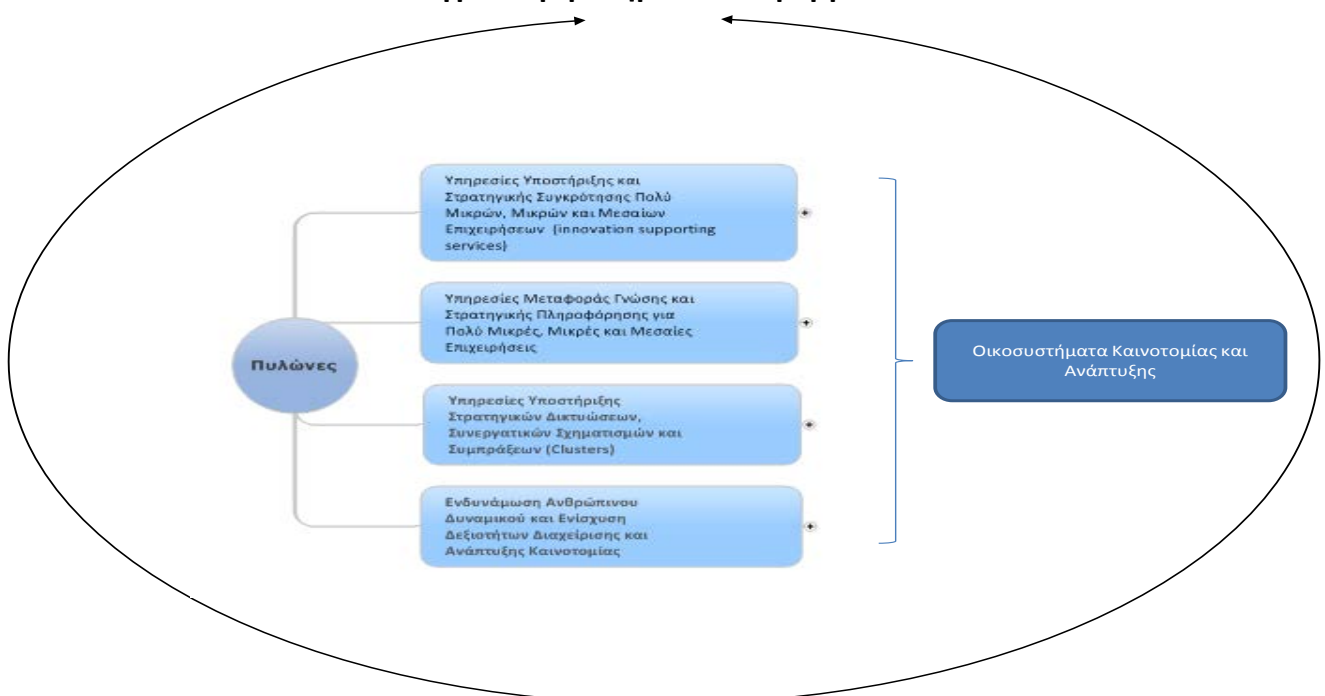 Υπηρεσίες Υποστήριξης και
Στρατηγικής Συγκρότησης Πολύ
Μικρών, Μικρών και Μεσαίων
Επιχειρήσεων (innovation supporting
services)
Υπηρεσίες Μεταφοράς Γνώσης και
Στρατηγικής Πληροφόρησης για
Πολύ Μικρές, Μικρές και Μεσαίες
Επιχειρήσεις
Πυλώνες
Οικοσυστήματα Καινοτομίας και
Ανάπτυξης
Υπηρεσίες Υποστήριξης
Στρατηγικών Δικτυώσεων,
Συνεργατικών Σχηματισμών και
Συμπράξεων (Clusters)
Ενδυνάμωση Ανθρώπινου
Δυναμικού και Ενίσχυση
Δεξιοτήτων Διαχείρισης και
Ανάπτυξης Καινοτομίας